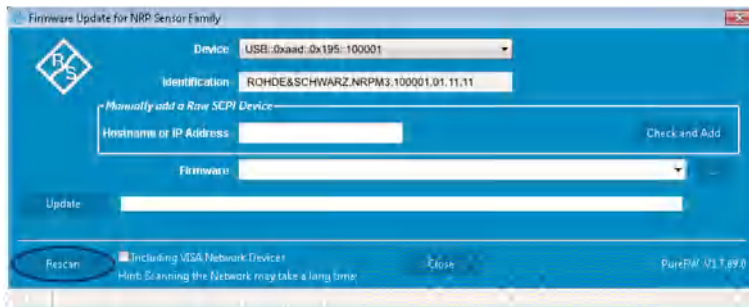 Firmware Update for NRP Sensor Family
R&S
Device USB::0xaad::0x195::100001
Identification ROHDE&SCHWARZ,NRPM3,100001,01.11.11
Manually add a Raw SCPI Device
Hostname or IP Address Check and Add
Firmware ...
Update
Rescan Including VISA Network Devices Close PureFW V1.7.89.0
Hint: Scanning the Network may take a long time